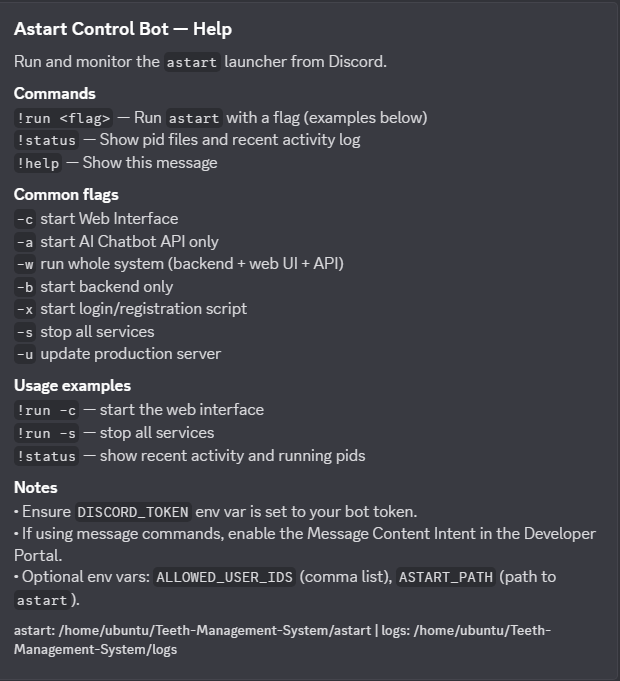 Astart Control Bot — Help
Run and monitor the astart launcher from Discord.
Commands
!run <flag> — Run astart with a flag (examples below)
!status — Show pid files and recent activity log
!help — Show this message
Common flags
-c start Web Interface
-a start AI Chatbot API only
-w run whole system (backend + web UI + API)
-b start backend only
-x start login/registration script
-s stop all services
-u update production server
Usage examples
!run -c — start the web interface
!run -s — stop all services
!status — show recent activity and running pids
Notes
• Ensure DISCORD_TOKEN env var is set to your bot token.
• If using message commands, enable the Message Content Intent in the Developer
Portal.
• Optional env vars: ALLOWED_USER_IDS (comma list), ASTART_PATH (path to
astart ).
astart: /home/ubuntu/Teeth-Management-System/astart | logs: /home/ubuntu/Teeth-
Management-System/logs